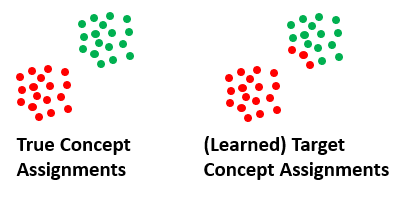 True Concept
Assignments
(Learned) Target
Concept Assignments